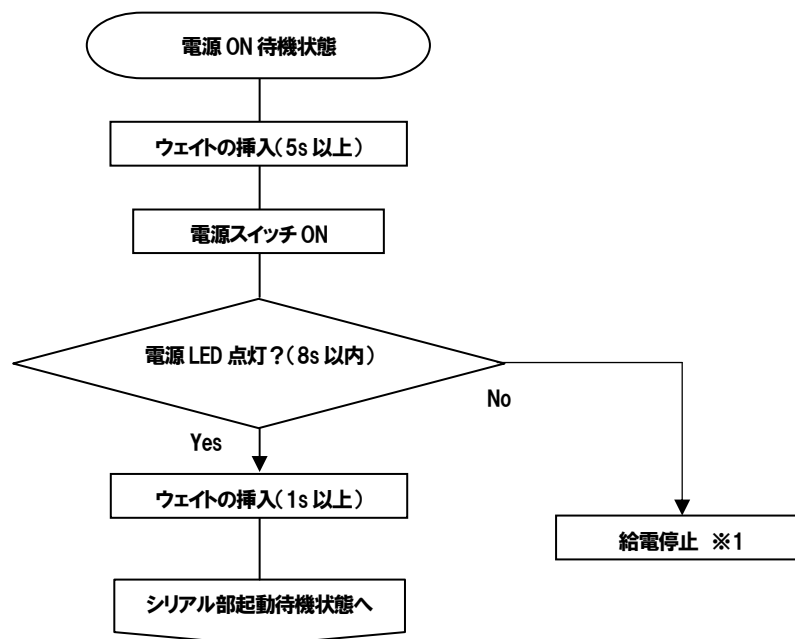 電源 ON 待機状態
ウェイトの挿入(5s 以上)
電源スイッチ ON
電源 LED 点灯?(8s 以内)
No
Yes
ウェイトの挿入(1s 以上)
給電停止 ※1
シリアル部起動待機状態へ